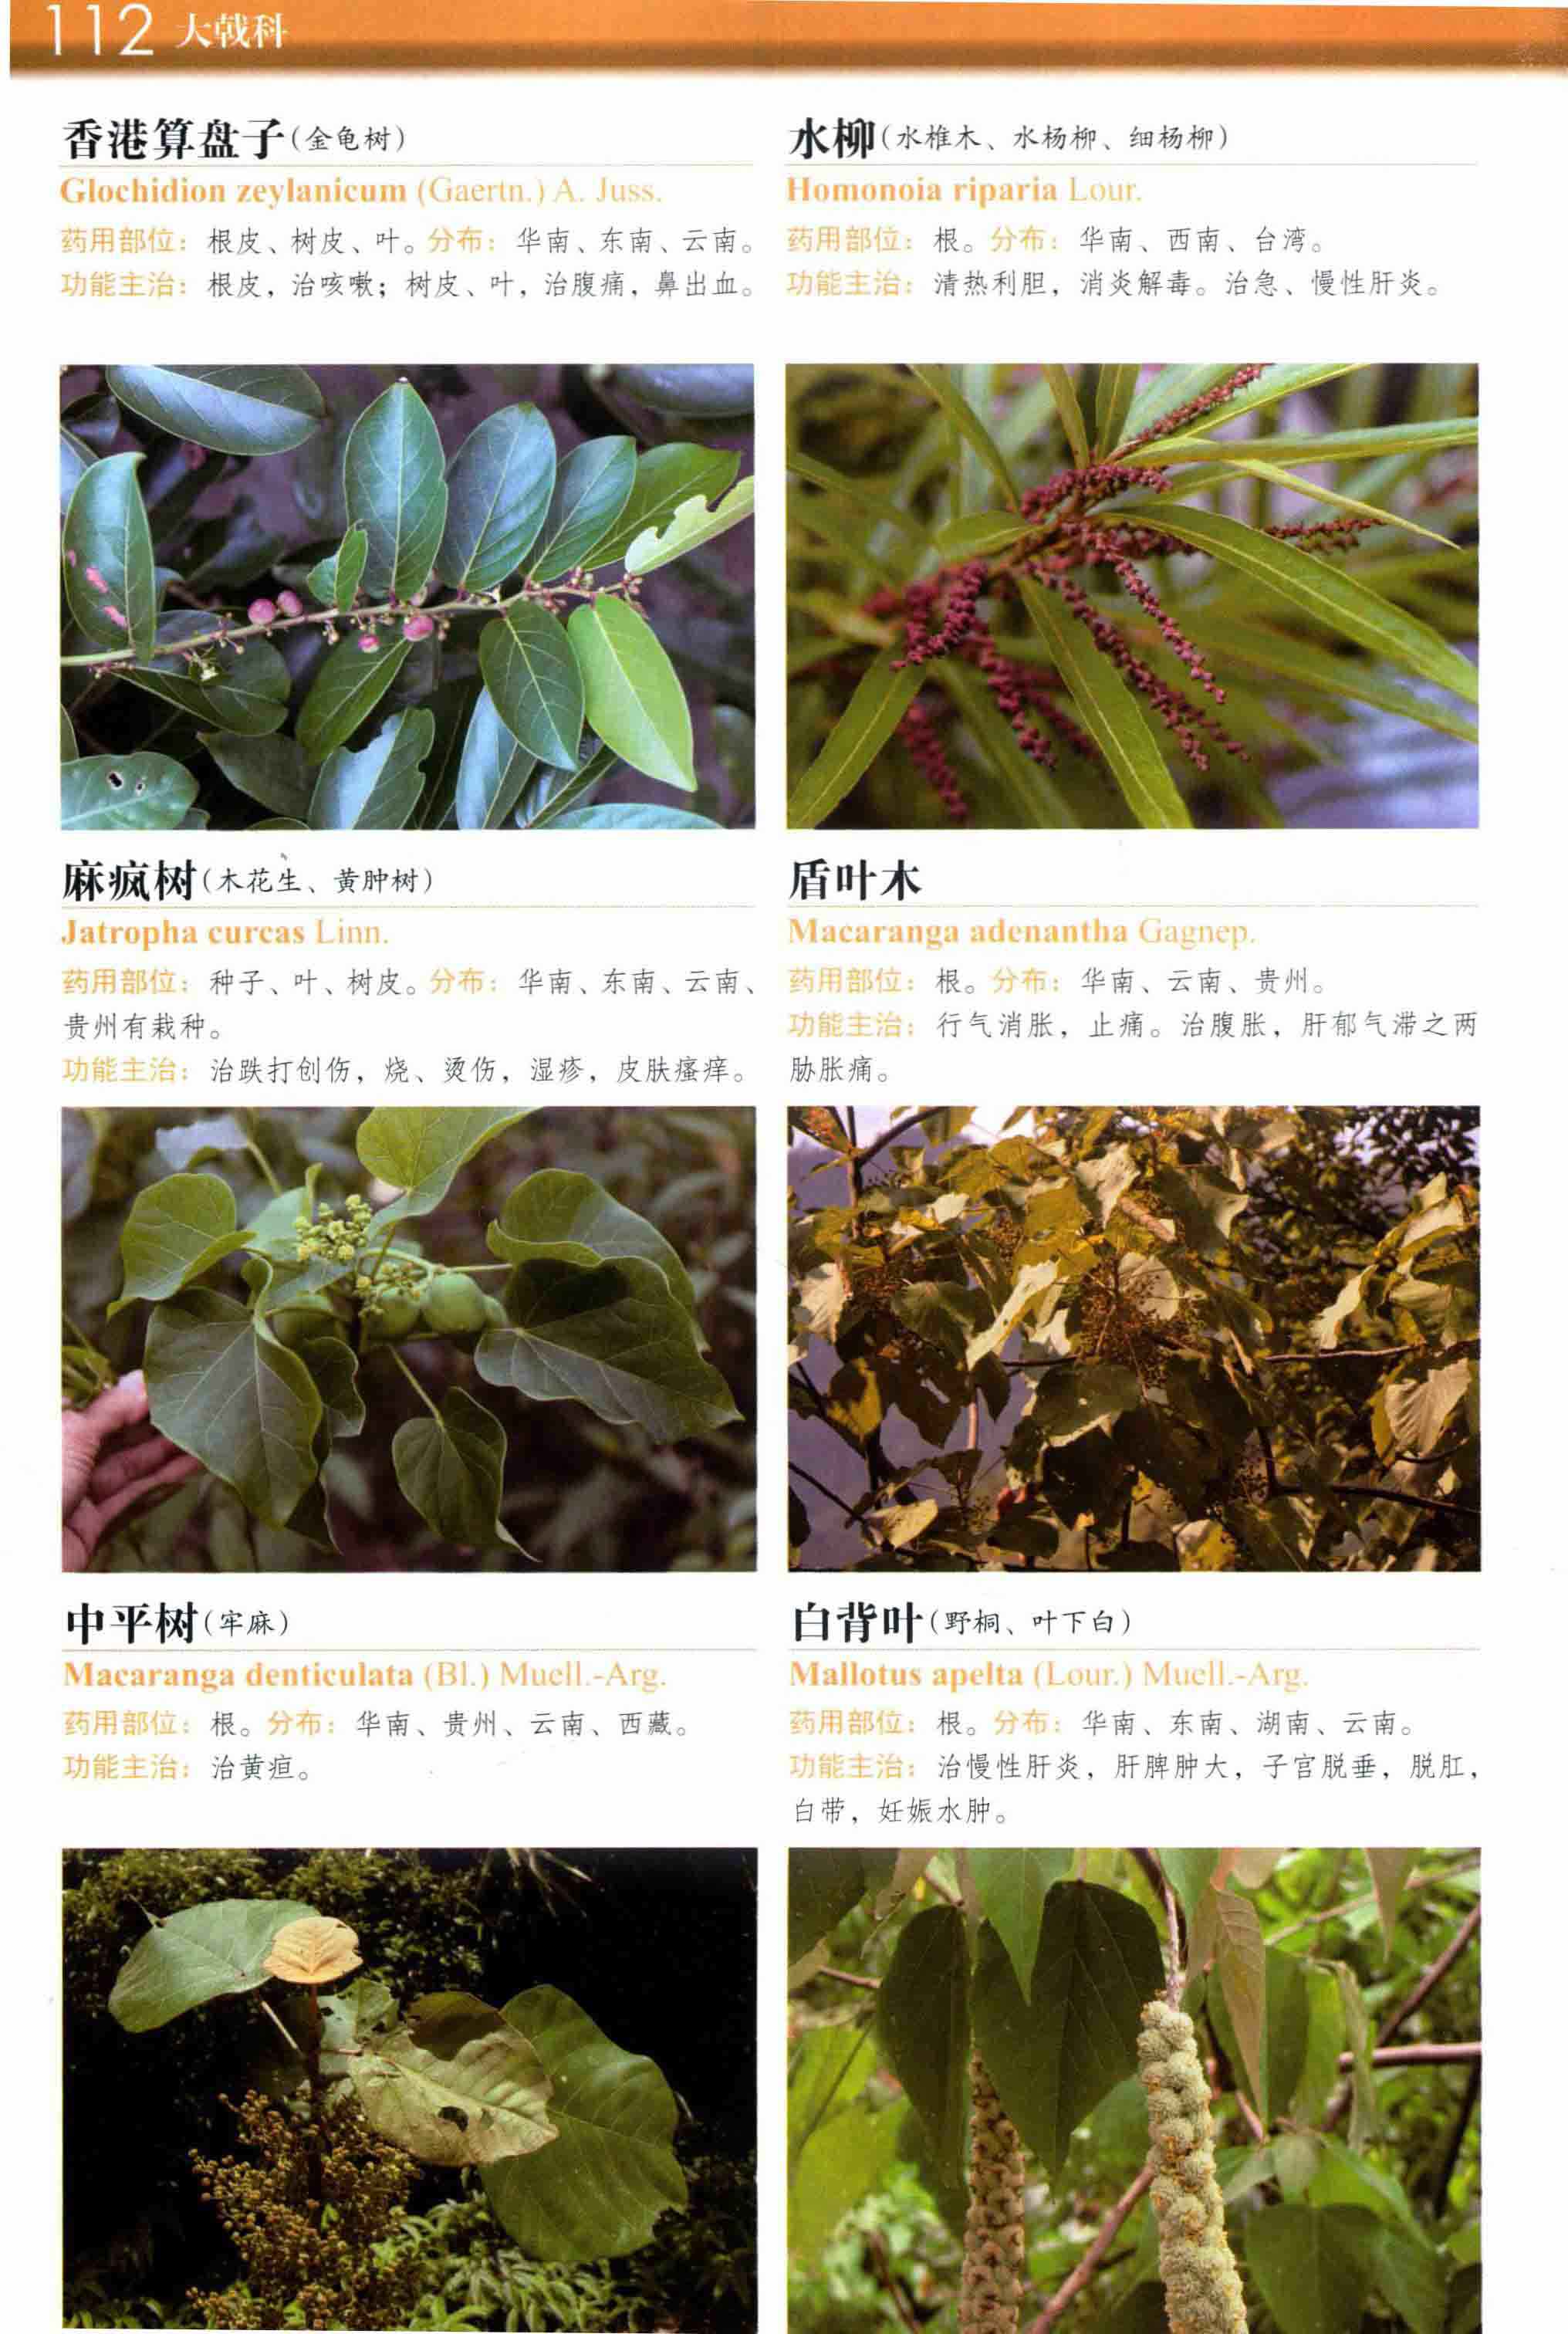 112 大戟科
香港算盘子(金龟树)
Glochidion zeylanicum (Gaertn.) A. Juss.
药用部位：根皮、树皮、叶。分布：华南、东南、云南。
功能主治：根皮，治咳嗽；树皮、叶，治腹痛，鼻出血。
水柳(水椎木、水杨柳、细杨柳)
Homonoia riparia Lour.
药用部位：根。分布：华南、西南、台湾。
功能主治：清热利胆，消炎解毒。治急、慢性肝炎。
麻疯树(木花生、黄肿树)
Jatropha curcas Linn.
药用部位：种子、叶、树皮。分布：华南、东南、云南、
贵州有栽种。
功能主治：治跌打创伤，烧、烫伤，湿疹，皮肤瘙痒。
盾叶木
Macaranga adenantha Gagnep.
药用部位：根。分布：华南、云南、贵州。
功能主治：行气消胀，止痛。治腹胀，肝郁气滞之两
胁胀痛。
中平树(牢麻)
Macaranga denticulata (Bl.) Muell.-Arg.
药用部位：根。分布：华南、贵州、云南、西藏。
功能主治：治黄疸。
白背叶(野桐、叶下白)
Mallotus apelta (Lour.) Muell.-Arg.
药用部位：根。分布：华南、东南、湖南、云南。
功能主治：治慢性肝炎，肝脾肿大，子宫脱垂，脱肛，
白带，妊娠水肿。